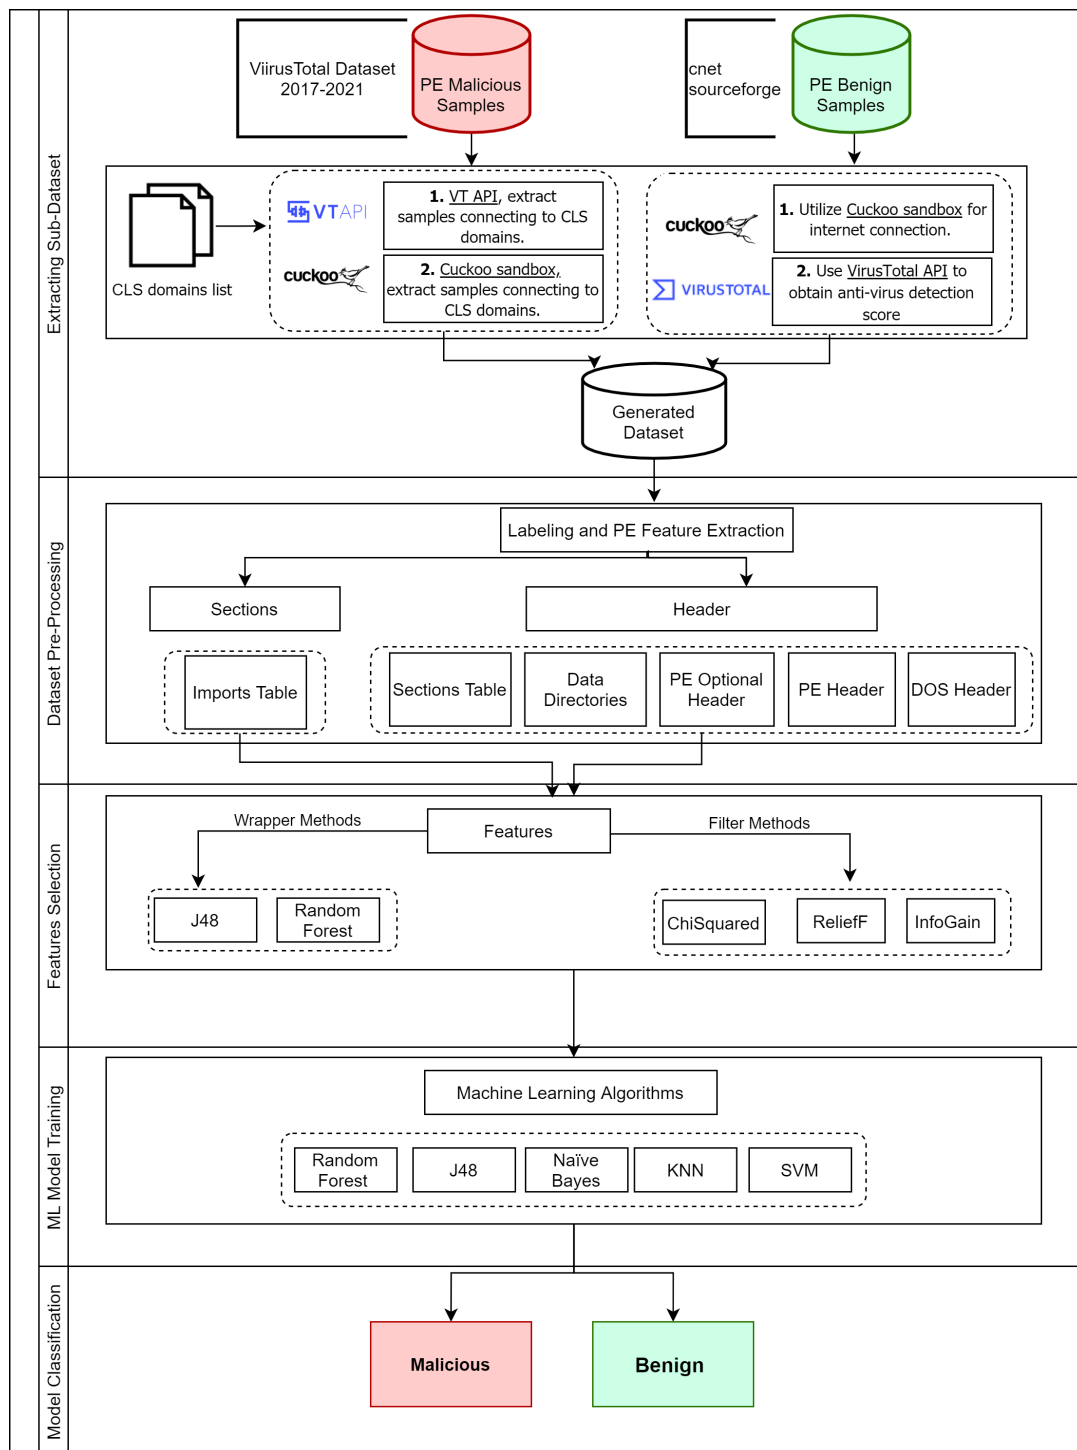 ViirusTotal Dataset
2017-2021
PE Malicious
Samples
cnet
sourceforge
PE Benign
Samples
Extracting Sub-Dataset
CLS domains list
VTAPI
1. VT API, extract
samples connecting to CLS
domains.
cuckoo
2. Cuckoo sandbox,
extract samples connecting to
CLS domains.
cuckoo
1. Utilize Cuckoo sandbox for
internet connection.
VIRUSTOTAL
2. Use VirusTotal API to
obtain anti-virus detection
score
Generated
Dataset
Dataset Pre-Processing
Labeling and PE Feature Extraction
Sections
Header
Imports Table
Sections Table
Data
Directories
PE Optional
Header
PE Header
DOS Header
Features Selection
Wrapper Methods
Features
Filter Methods
J48
Random
Forest
ChiSquared
ReliefF
InfoGain
ML Model Training
Machine Learning Algorithms
Random
Forest
J48
Naïve
Bayes
KNN
SVM
Model Classification
Malicious
Benign